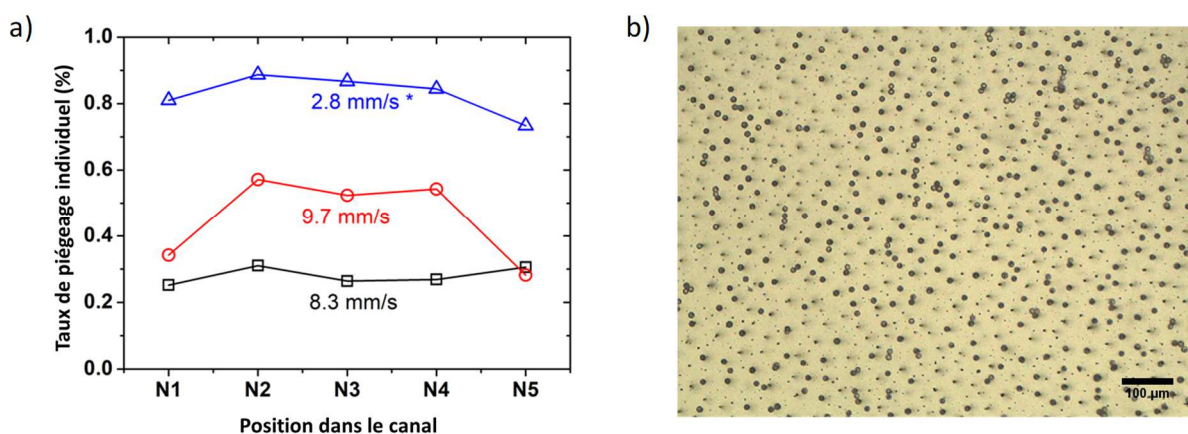 a)
Taux de piégeage individuel (%)
1.0
0.8
0.6
0.4
0.2
0.0
2.8 mm/s *
9.7 mm/s
8.3 mm/s
N1 N2 N3 N4 N5
Position dans le canal
b)
100 µm